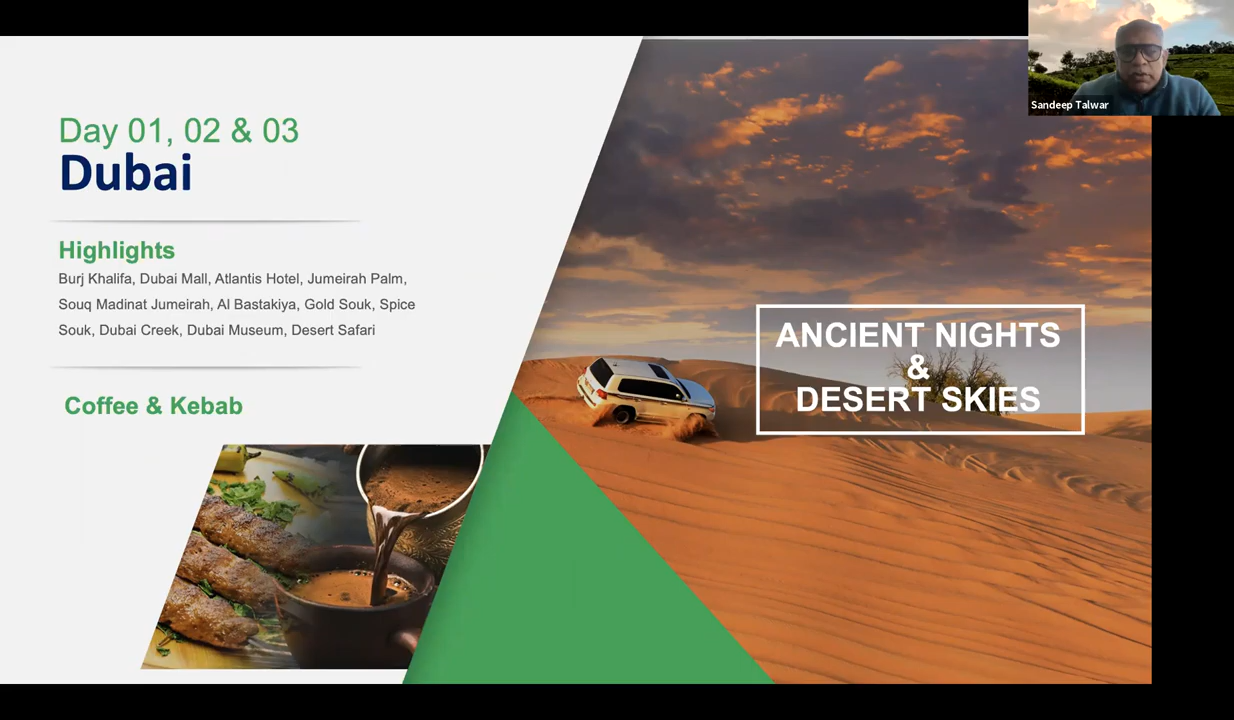 Day 01, 02 & 03
Dubai
Highlights
Burj Khalifa, Dubai Mall, Atlantis Hotel, Jumeirah Palm,
Souq Madinat Jumeirah, Al Bastakiya, Gold Souk, Spice
Souk, Dubai Creek, Dubai Museum, Desert Safari
Coffee & Kebab
ANCIENT NIGHTS
&
DESERT SKIES
Sandeep Talwar